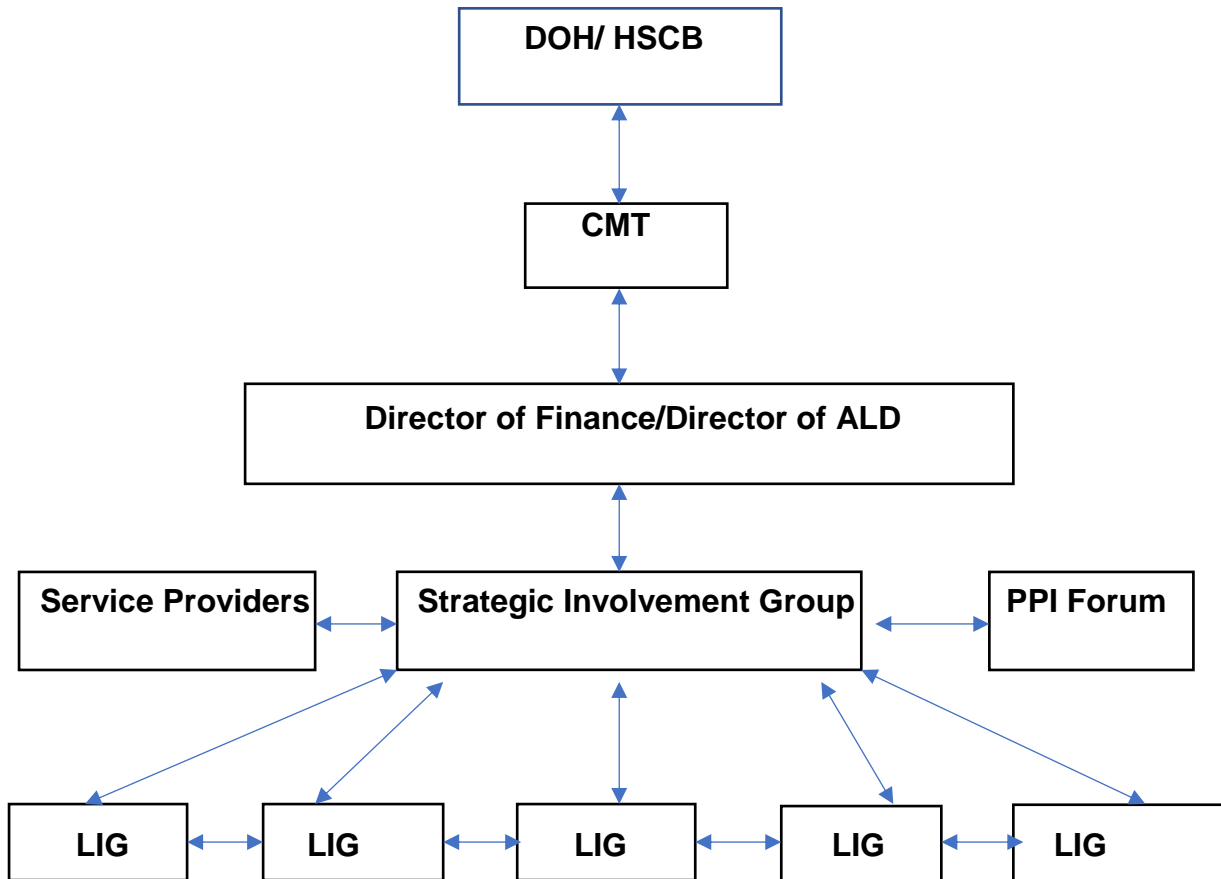 DOH/ HSCB
CMT
Director of Finance/Director of ALD
Service Providers
Strategic Involvement Group
PPI Forum
LIG
LIG
LIG
LIG
LIG